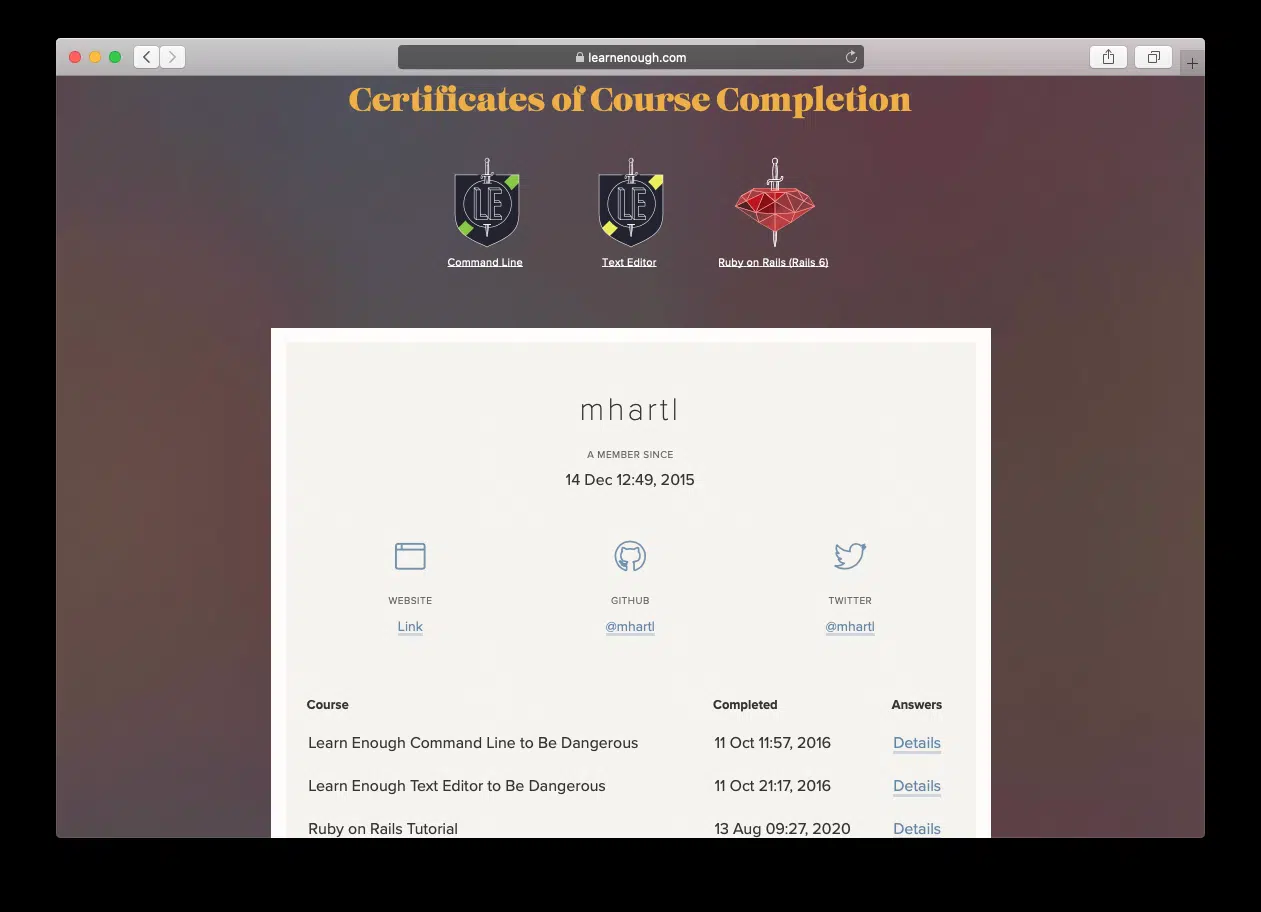 learnenough.com
Certificates of Course Completion
LE LE
Command Line Text Editor Ruby on Rails (Rails 6)
mhartl
A MEMBER SINCE
14 Dec 12:49, 2015
WEBSITE GITHUB TWITTER
Link @mhartl @mhartl
Course Completed Answers
Learn Enough Command Line to Be Dangerous 11 Oct 11:57, 2016 Details
Learn Enough Text Editor to Be Dangerous 11 Oct 21:17, 2016 Details
Ruby on Rails Tutorial 13 Aug 09:27, 2020 Details